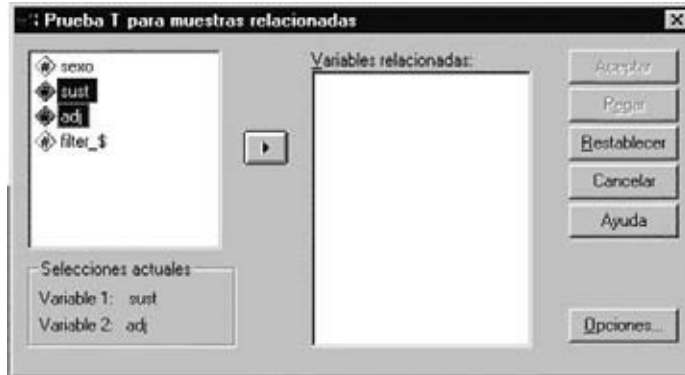 Prueba T para muestras relacionadas
sexo
sust
adj
filter_$
Variables relacionadas:
Aceptar
Pegar
Restablecer
Cancelar
Ayuda
Opciones...
Selecciones actuales
Variable 1: sust
Variable 2: adj